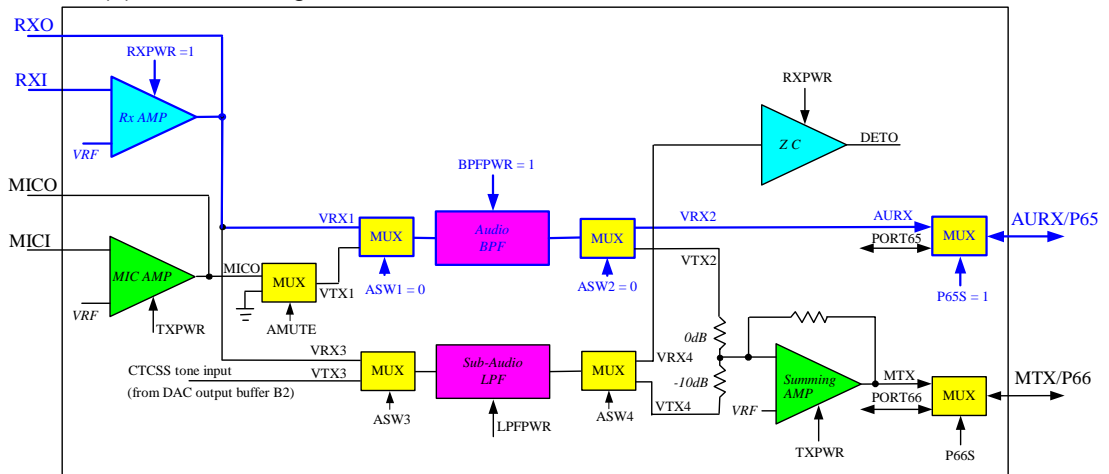 RXO
RXPWR =1
RXI
Rx AMP
VRF
RXPWR
Z C
DETO
MICO
BPFPWR = 1
VRX1
MUX
Audio
BPF
MUX
VRX2
AURX
MUX
AURX/P65
PORT65
MICI
MIC AMP
MICO
MUX
VTX1
VTX2
ASW1 = 0
ASW2 = 0
P65S = 1
VRF
TXPWR
AMUTE
0dB
VRX3
CTCSS tone input
VTX3
(from DAC output buffer B2)
MUX
Sub-Audio
LPF
MUX
VRX4
VTX4
-10dB
Summing
AMP
MTX
MUX
MTX/P66
PORT66
VRF
ASW3
LPFPWR
ASW4
TXPWR
P66S